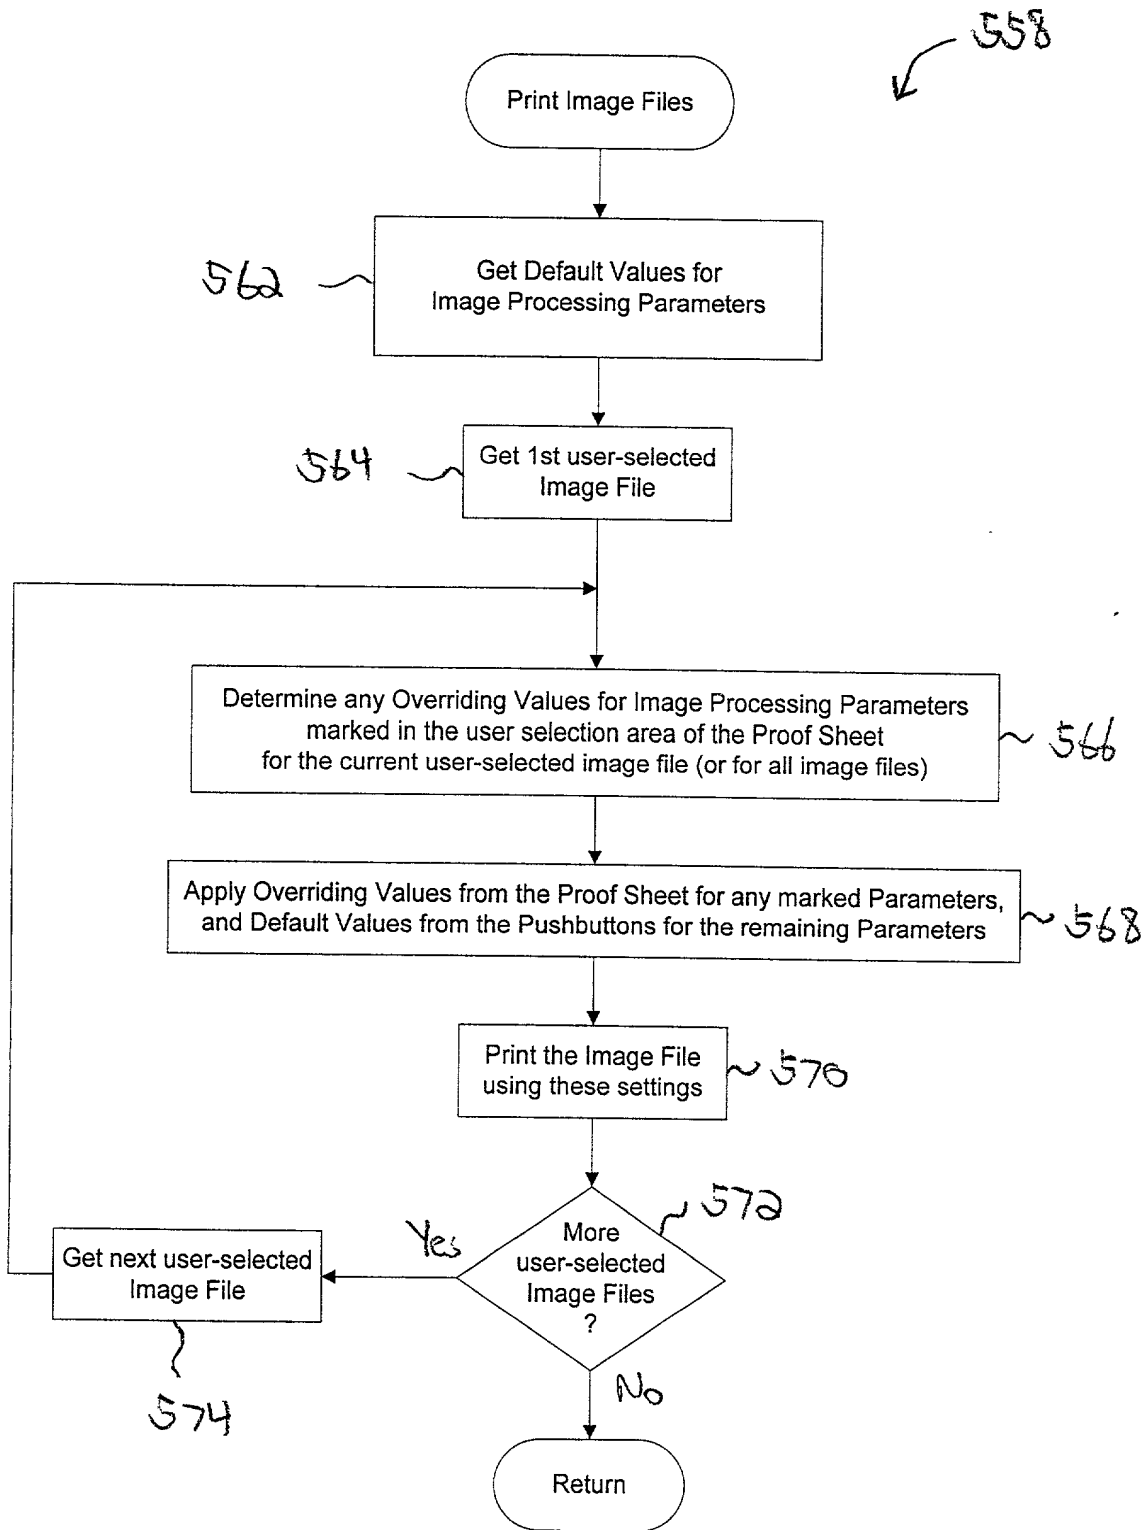 558
Print Image Files
562
Get Default Values for
Image Processing Parameters
564
Get 1st user-selected
Image File
Determine any Overriding Values for Image Processing Parameters
marked in the user selection area of the Proof Sheet
for the current user-selected image file (or for all image files)
566
Apply Overriding Values from the Proof Sheet for any marked Parameters,
and Default Values from the Pushbuttons for the remaining Parameters
568
Print the Image File
using these settings
570
572
More
user-selected
Image Files
?
Yes
Get next user-selected
Image File
574
No
Return